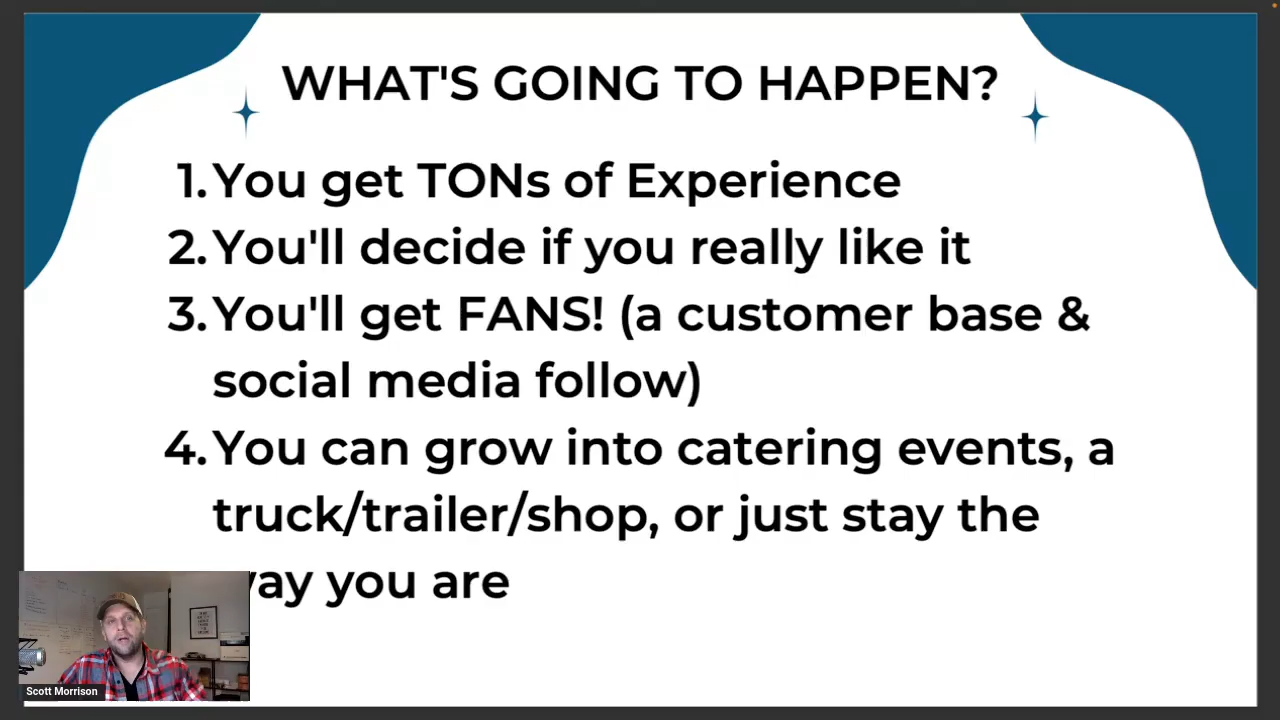 WHAT'S GOING TO HAPPEN?
1. You get TONs of Experience
2. You'll decide if you really like it
3. You'll get FANS! (a customer base &
social media follow)
4. You can grow into catering events, a
truck/trailer/shop, or just stay the
way you are
Scott Morrison